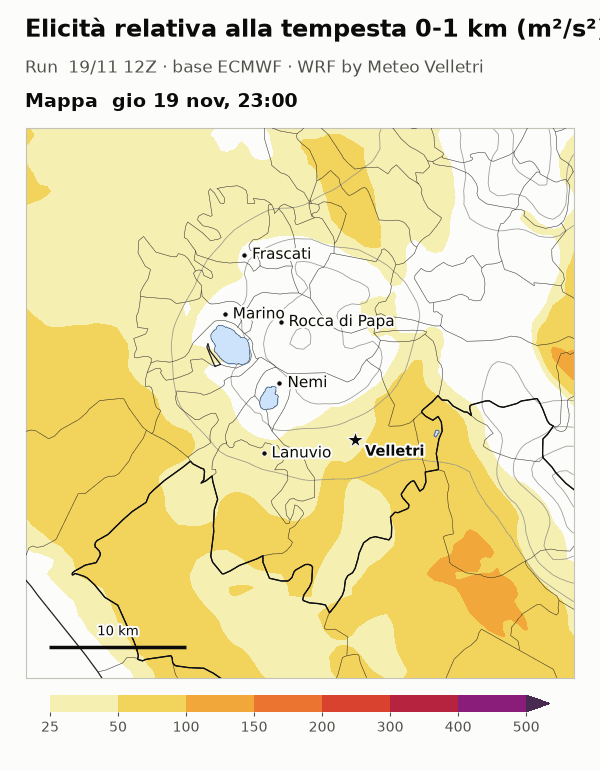 Elicità relativa alla tempesta 0-1 km (m²/s²)
Run 19/11 12Z · base ECMWF · WRF by Meteo Velletri
Mappa gio 19 nov, 23:00
Frascati
Marino
Rocca di Papa
Nemi
Lanuvio
Velletri
10 km
25 50 100 150 200 300 400 500